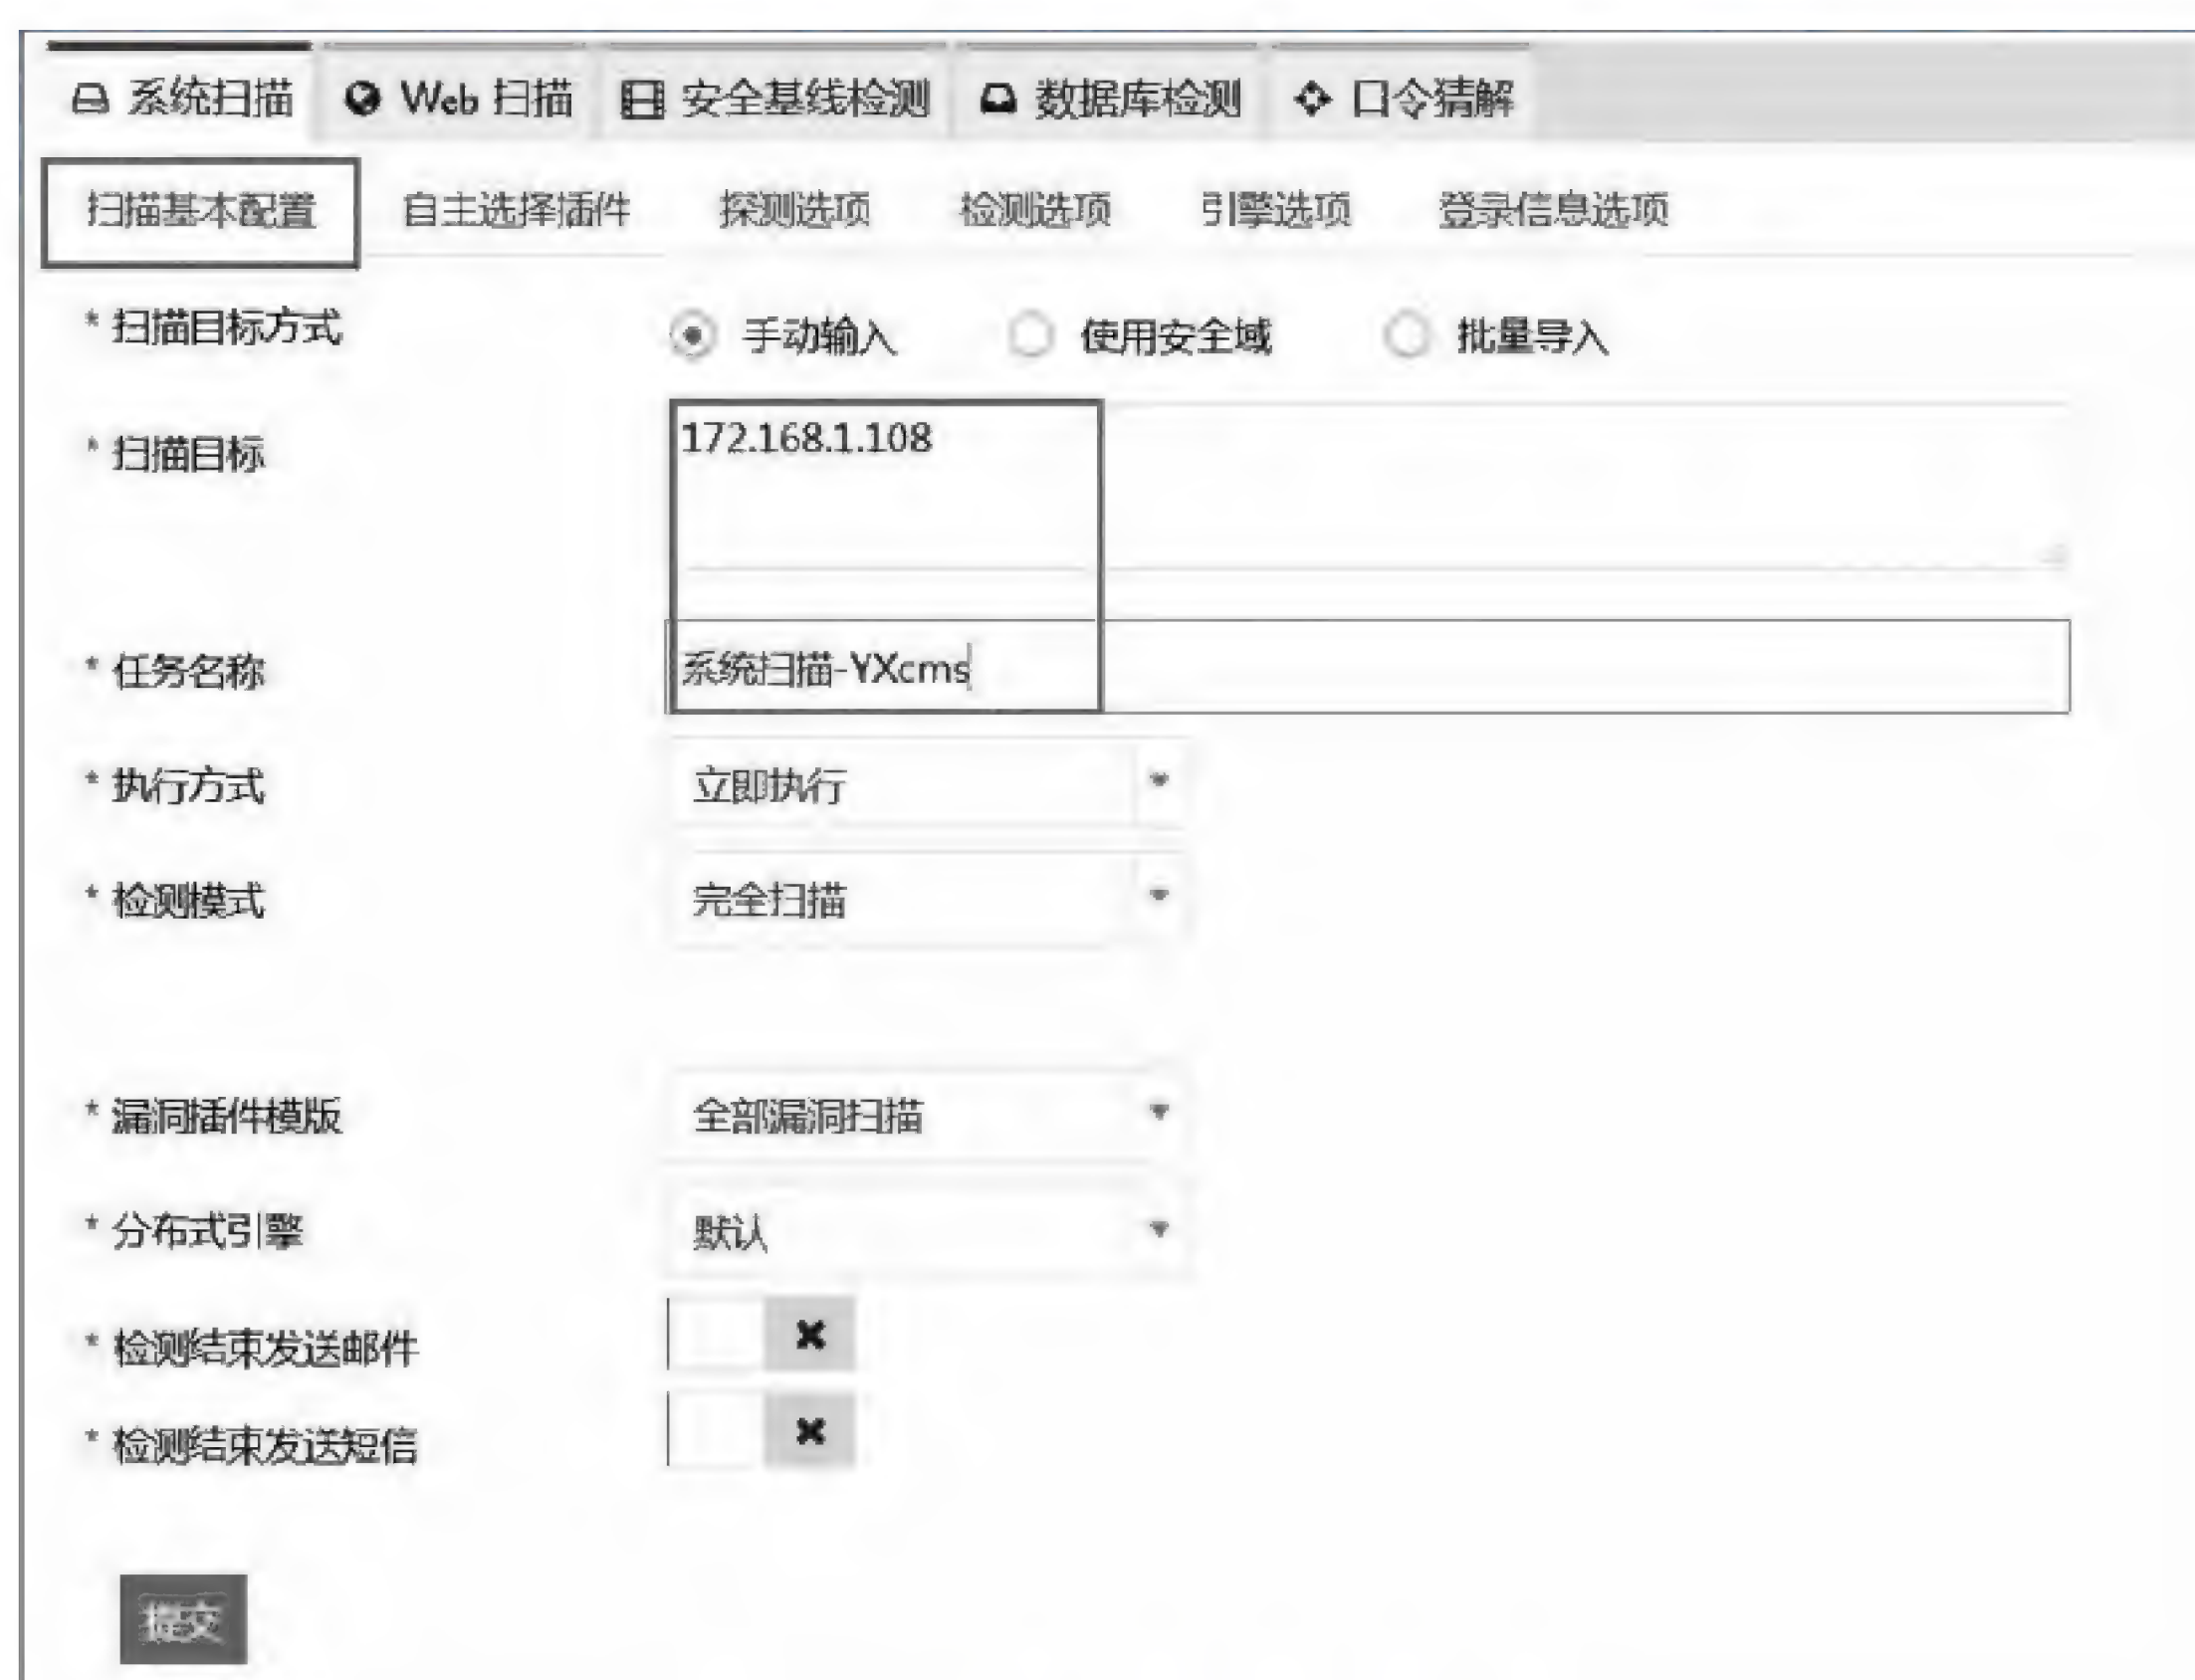 系统扫描 Web 扫描 安全基线检测 数据库检测 口令猜解
扫描基本配置 自主选择插件 探测选项 检测选项 引擎选项 登录信息选项
* 扫描目标方式 手动输入 使用安全域 批量导入
* 扫描目标 172.168.1.108
* 任务名称 系统扫描-YXcms
* 执行方式 立即执行
* 检测模式 完全扫描
* 漏洞插件模版 全部漏洞扫描
* 分布式引擎 默认
* 检测结束发送邮件
* 检测结束发送短信
提交